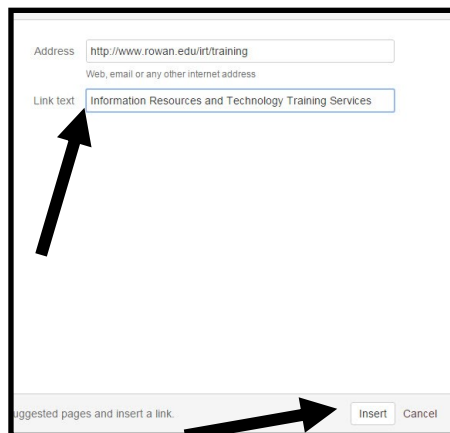 Address http://www.rowan.edu/irt/training
Web, email or any other internet address
Link text Information Resources and Technology Training Services
uggested pages and insert a link. Insert Cancel